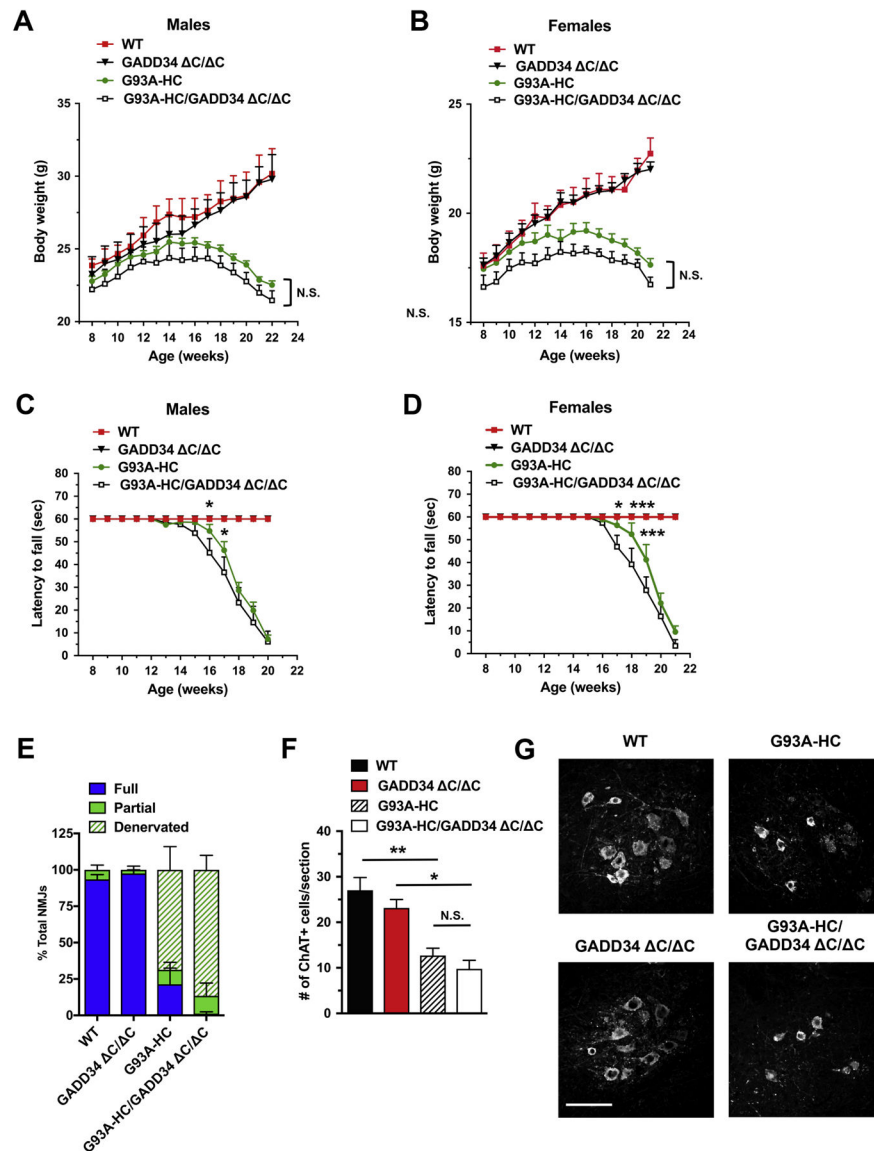 A
Males
WT
GADD34 ΔC/ΔC
G93A-HC
G93A-HC/GADD34 ΔC/ΔC
35
30
25
20
Body weight (g)
8 10 12 14 16 18 20 22 24
Age (weeks)
N.S.
B
Females
WT
GADD34 ΔC/ΔC
G93A-HC
G93A-HC/GADD34 ΔC/ΔC
25
20
15
Body weight (g)
8 10 12 14 16 18 20 22 24
Age (weeks)
N.S.
N.S.
C
Males
WT
GADD34 ΔC/ΔC
G93A-HC
G93A-HC/GADD34 ΔC/ΔC
80
70
60
50
40
30
20
10
0
Latency to fall (sec)
*
*
8 10 12 14 16 18 20 22
Age (weeks)
D
Females
WT
GADD34 ΔC/ΔC
G93A-HC
G93A-HC/GADD34 ΔC/ΔC
80
70
60
50
40
30
20
10
0
Latency to fall (sec)
* ***
***
8 10 12 14 16 18 20 22
Age (weeks)
E
Full
Partial
Denervated
125
100
75
50
25
0
% Total NMJs
WT
GADD34 ΔC/ΔC
G93A-HC
G93A-HC/GADD34 ΔC/ΔC
F
WT
GADD34 ΔC/ΔC
G93A-HC
G93A-HC/GADD34 ΔC/ΔC
40
30
20
10
0
# of ChAT+ cells/section
**
*
N.S.
G
WT
G93A-HC
GADD34 ΔC/ΔC
G93A-HC/
GADD34 ΔC/ΔC